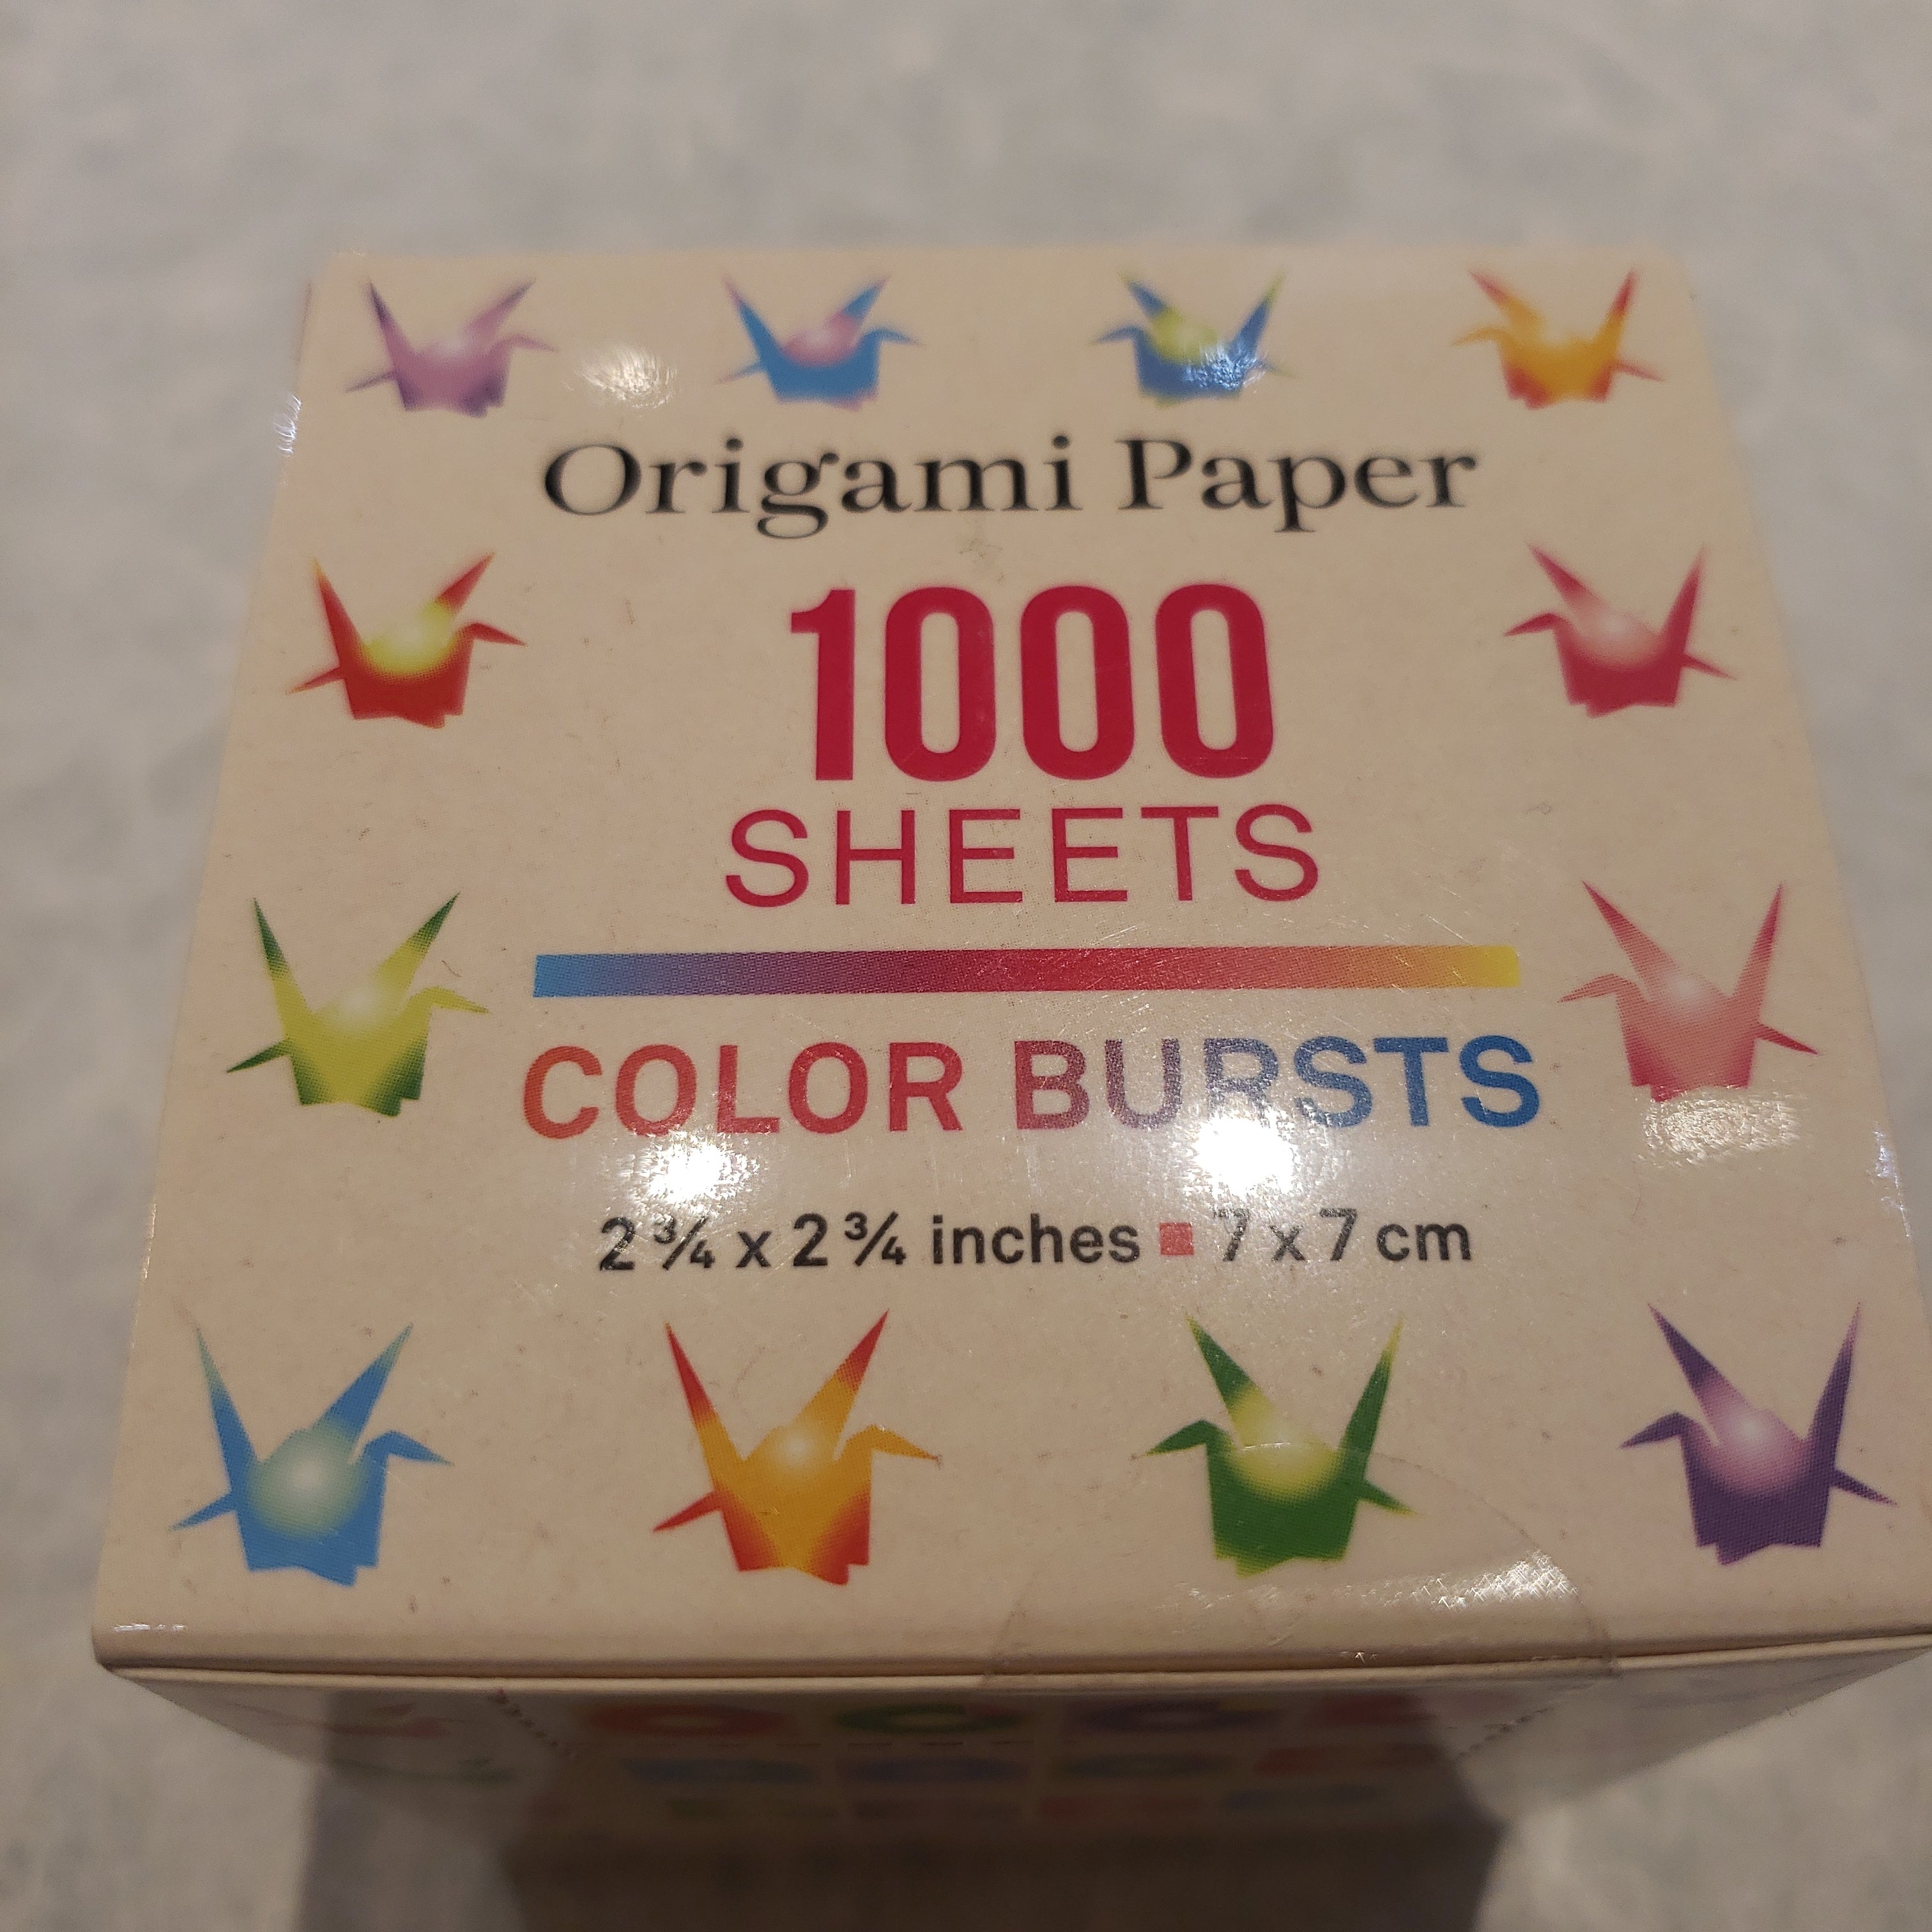 Origami Paper
1000
SHEETS
COLOR BURSTS
2 ¾ x 2 ¾ inches ▪ 7 x 7 cm